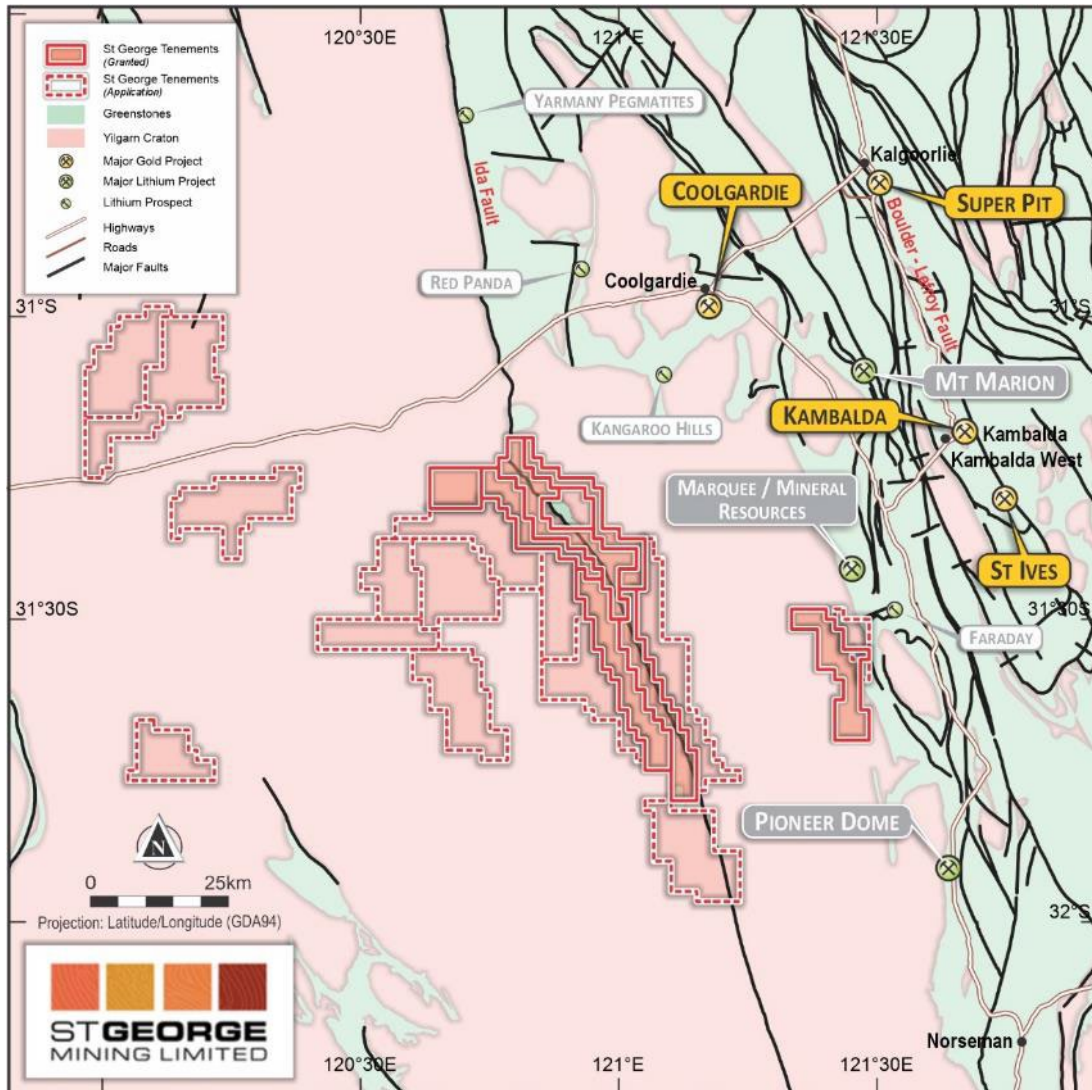 120°30E
121°E
121°30E
St George Tenements
(Granted)
St George Tenements
(Application)
Greenstones
Yilgarn Craton
Major Gold Project
Major Lithium Project
Lithium Prospect
Highways
Roads
Major Faults
YARMANY PEGMATITES
Kalgoorlie
Ida Fault
COOLGARDIE
SUPER PIT
Boulder - Lefroy Fault
RED PANDA
Coolgardie
31°S
31°S
MT MARION
KANGAROO HILLS
KAMBALDA
Kambalda
Kambalda West
MARQUEE / MINERAL
RESOURCES
ST IVES
31°30S
31°30S
FARADAY
PIONEER DOME
N
0
25km
Projection: Latitude/Longitude (GDA94)
32°S
STGEORGE
MINING LIMITED
Norseman
120°30E
121°E
121°30E